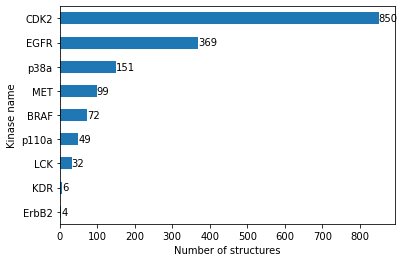 CDK2 850
EGFR 369
p38a 151
MET 99
BRAF 72
p110a 49
LCK 32
KDR 6
ErbB2 4
0 100 200 300 400 500 600 700 800
Number of structures
Kinase name